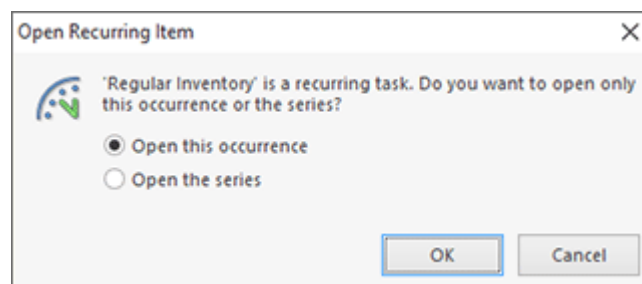 Open Recurring Item
'Regular Inventory' is a recurring task. Do you want to open only
this occurrence or the series?
Open this occurrence
Open the series
OK
Cancel